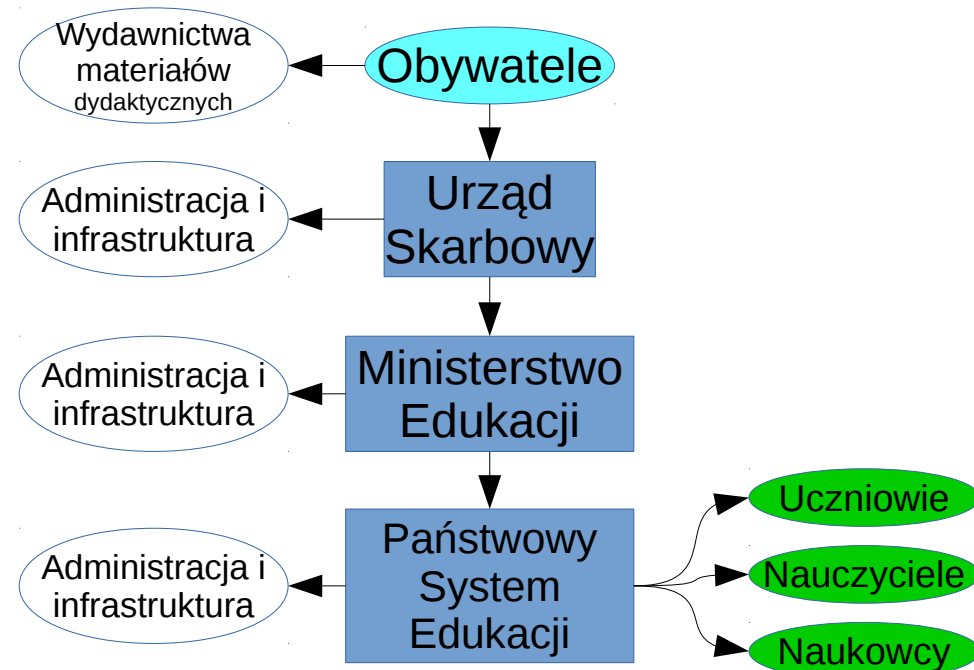 Wydawnictwa
materiałów
dydaktycznych
Obywatele
Administracja i
infrastruktura
Urząd
Skarbowy
Administracja i
infrastruktura
Ministerstwo
Edukacji
Administracja i
infrastruktura
Państwowy
System
Edukacji
Uczniowie
Nauczyciele
Naukowcy